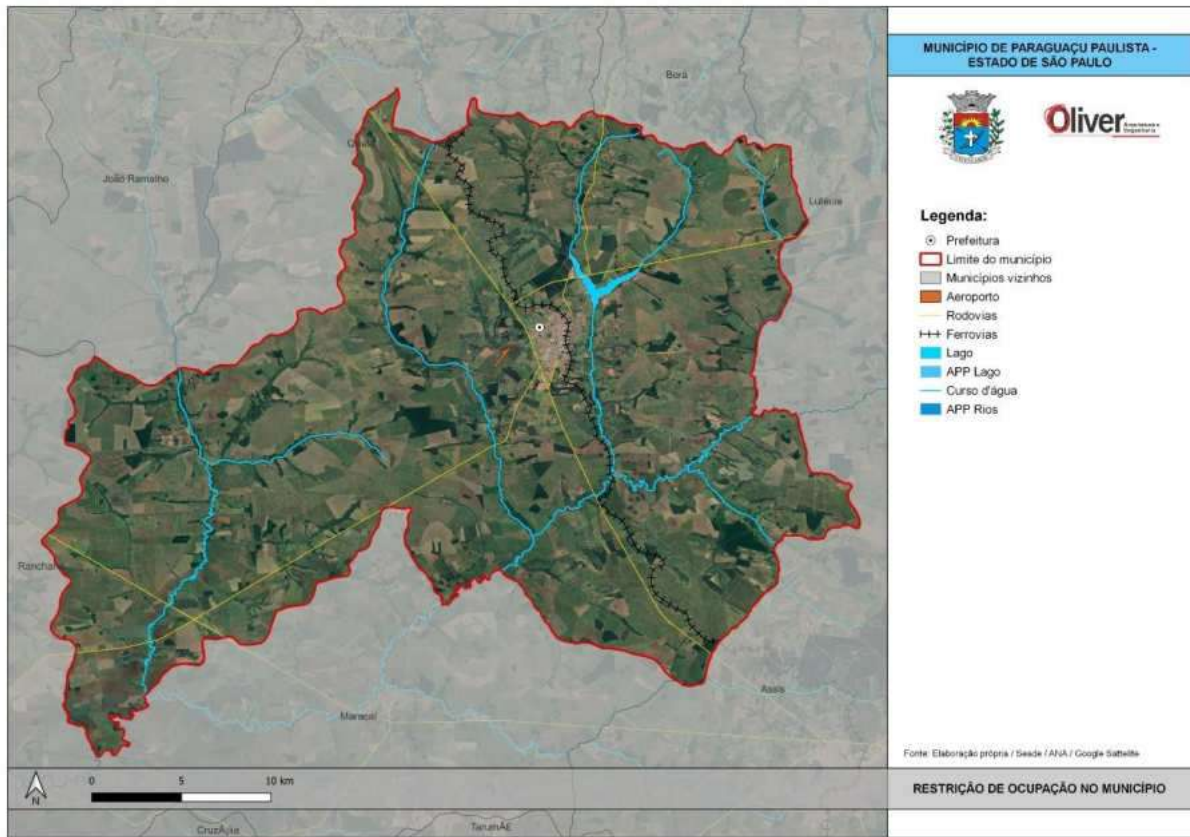 MUNICÍPIO DE PARAGUAÇU PAULISTA -
ESTADO DE SÃO PAULO
Oliver
Legenda:
Prefeitura
Limite do município
Municípios vizinhos
Aeroporto
Rodovias
Ferrovias
Lago
APP Lago
Curso d'água
APP Rios
Borá
João Ramalho
Assis
Maracaí
Fonte: Elaboração própria / Seade / ANA / Google Sattelite
N
0 5 10 km
RESTRIÇÃO DE OCUPAÇÃO NO MUNICÍPIO